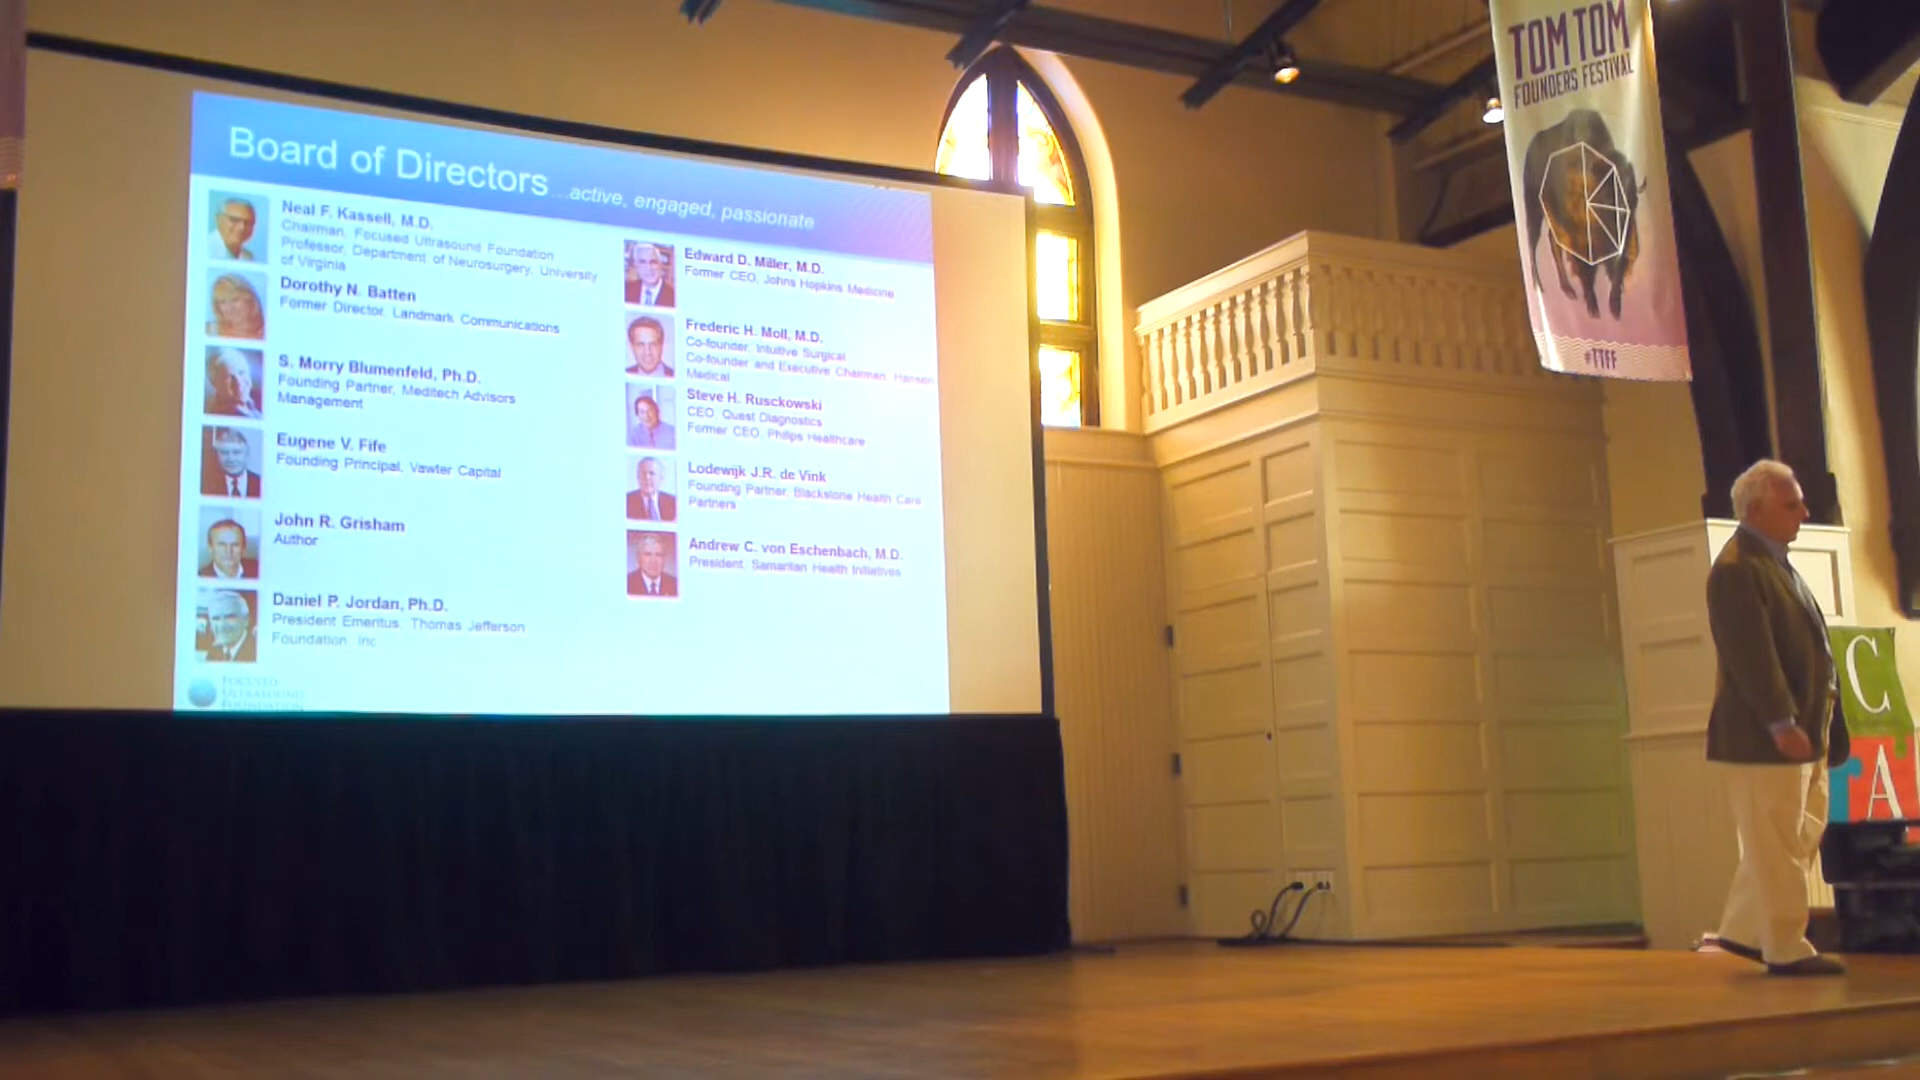 Board of Directors ...active, engaged, passionate
Neal F. Kassell, M.D.
Chairman, Focused Ultrasound Foundation
Professor, Department of Neurosurgery, University
of Virginia
Dorothy N. Batten
Former Director, Landmark Communications
S. Morry Blumenfeld, Ph.D.
Founding Partner, Meditech Advisors
Management
Eugene V. Fife
Founding Principal, Vawter Capital
John R. Grisham
Author
Daniel P. Jordan, Ph.D.
President Emeritus, Thomas Jefferson
Foundation Inc
Edward D. Miller, M.D.
Former CEO, Johns Hopkins Medicine
Frederic H. Moll, M.D.
Co-founder, Intuitive Surgical
Co-founder and Executive Chairman, Hansen
Medical
Steve H. Rusckowski
CEO, Quest Diagnostics
Former CEO, Philips Healthcare
Lodewijk J.R. de Vink
Founding Partner, Blackstone Health Care
Partners
Andrew C. von Eschenbach, M.D.
President, Samaritan Health Initiatives
FOCUSED
ULTRASOUND
FOUNDATION
TOM TOM
FOUNDERS FESTIVAL
#TTFF
C
A